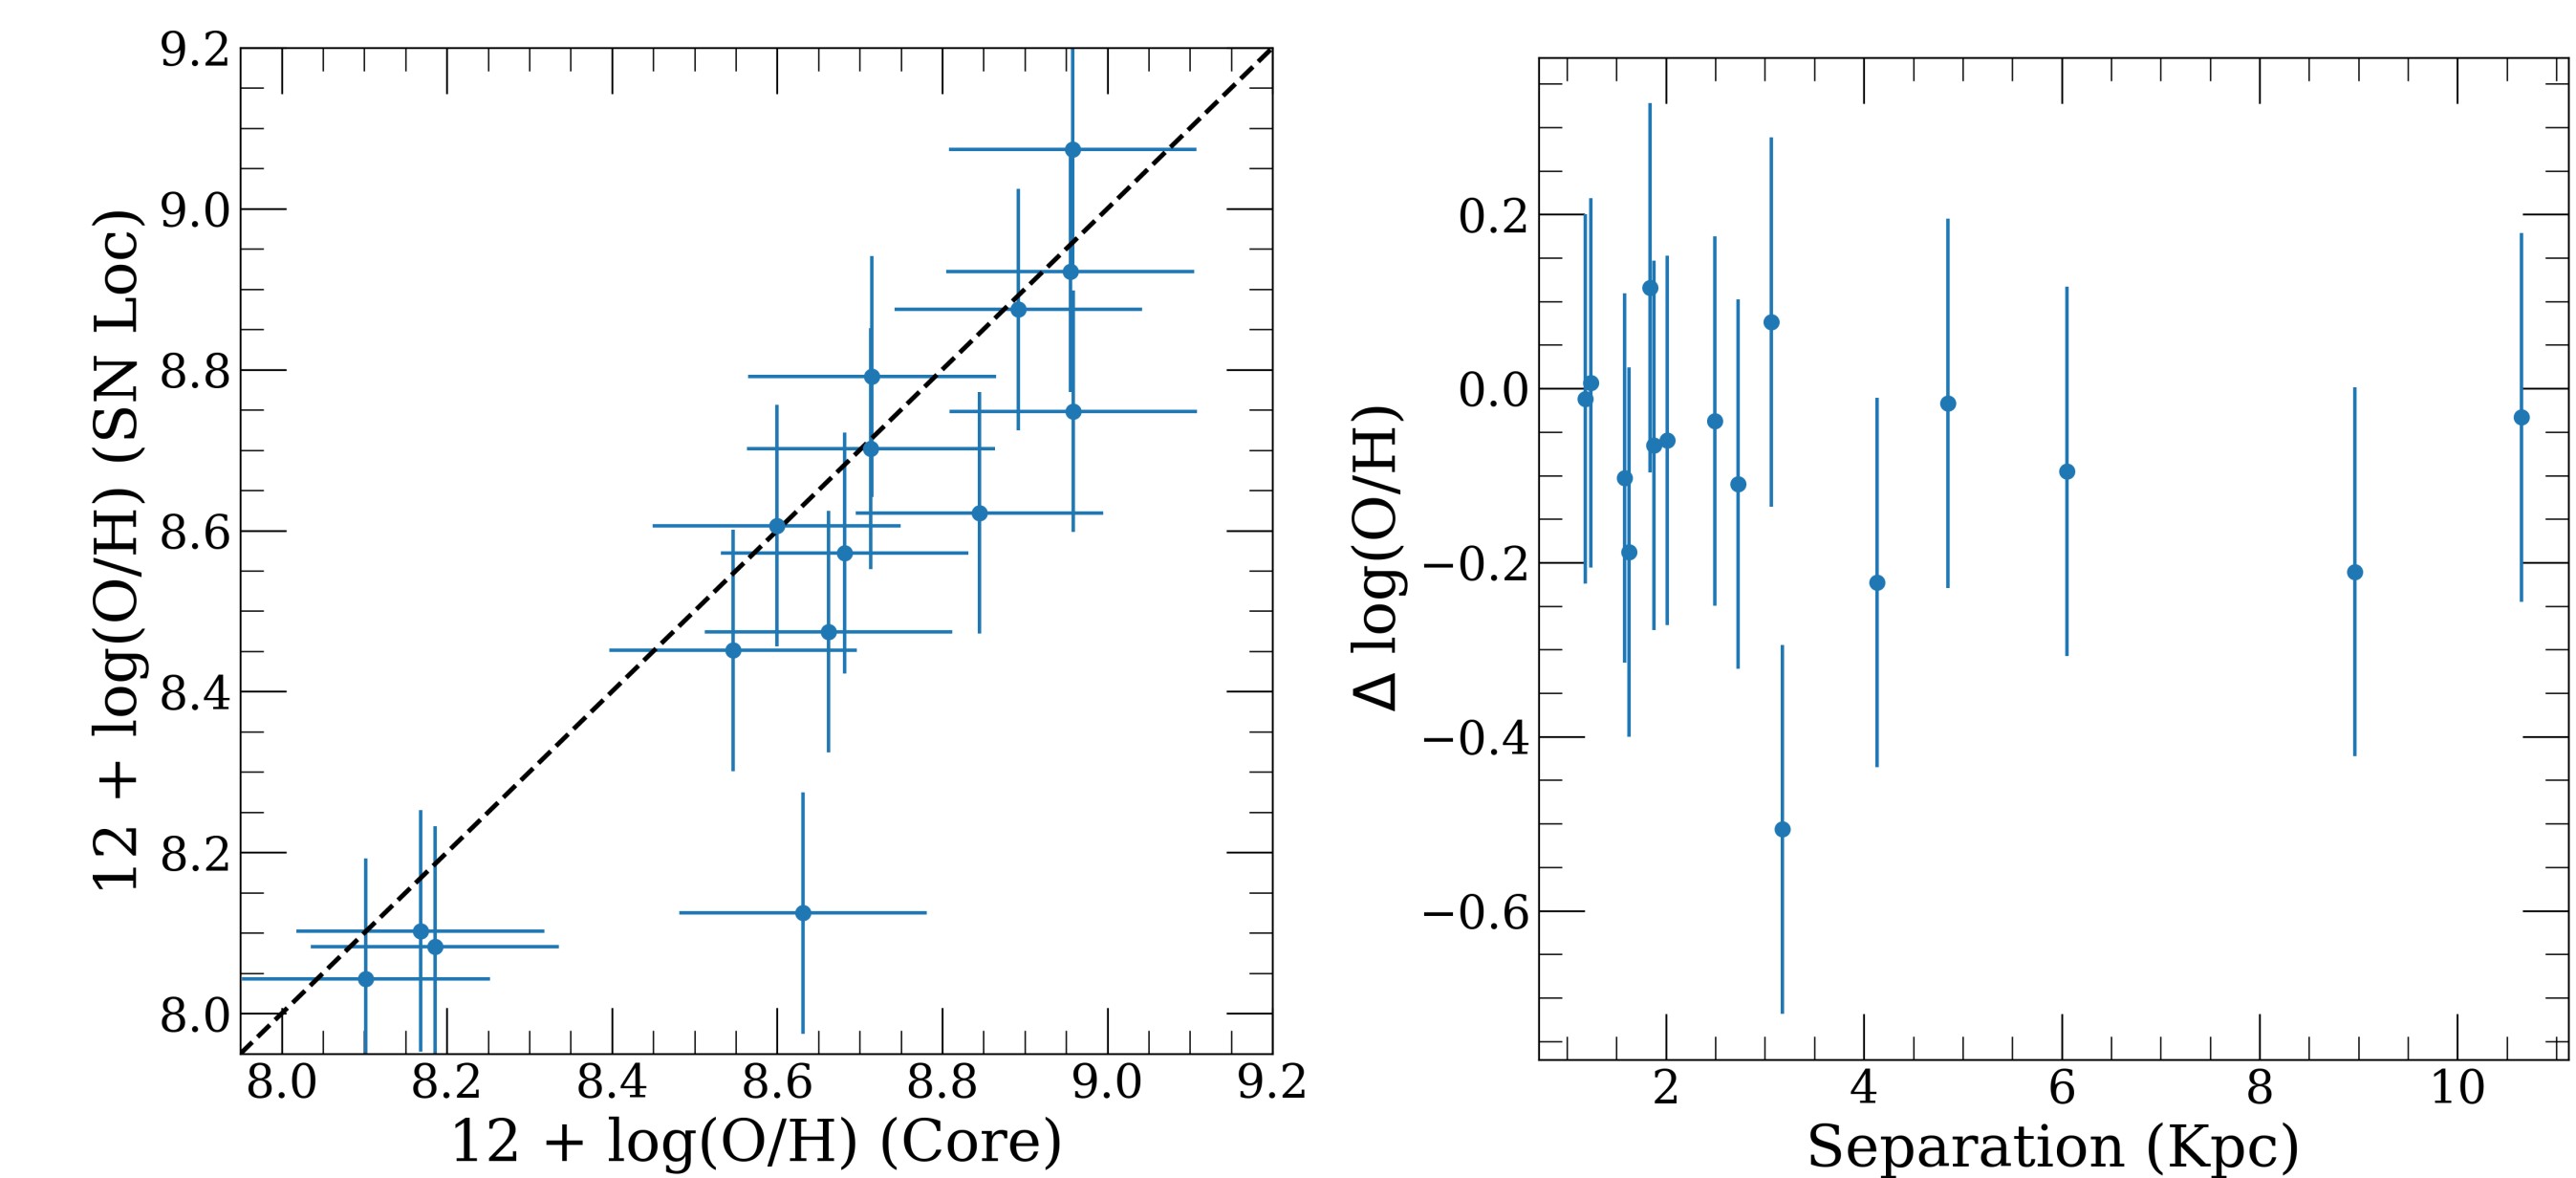 9.2
9.0
8.8
8.6
8.4
8.2
8.0
12 + log(O/H) (SN Loc)
8.0 8.2 8.4 8.6 8.8 9.0 9.2
12 + log(O/H) (Core)
0.2
0.0
−0.2
−0.4
−0.6
Δ log(O/H)
2 4 6 8 10
Separation (Kpc)